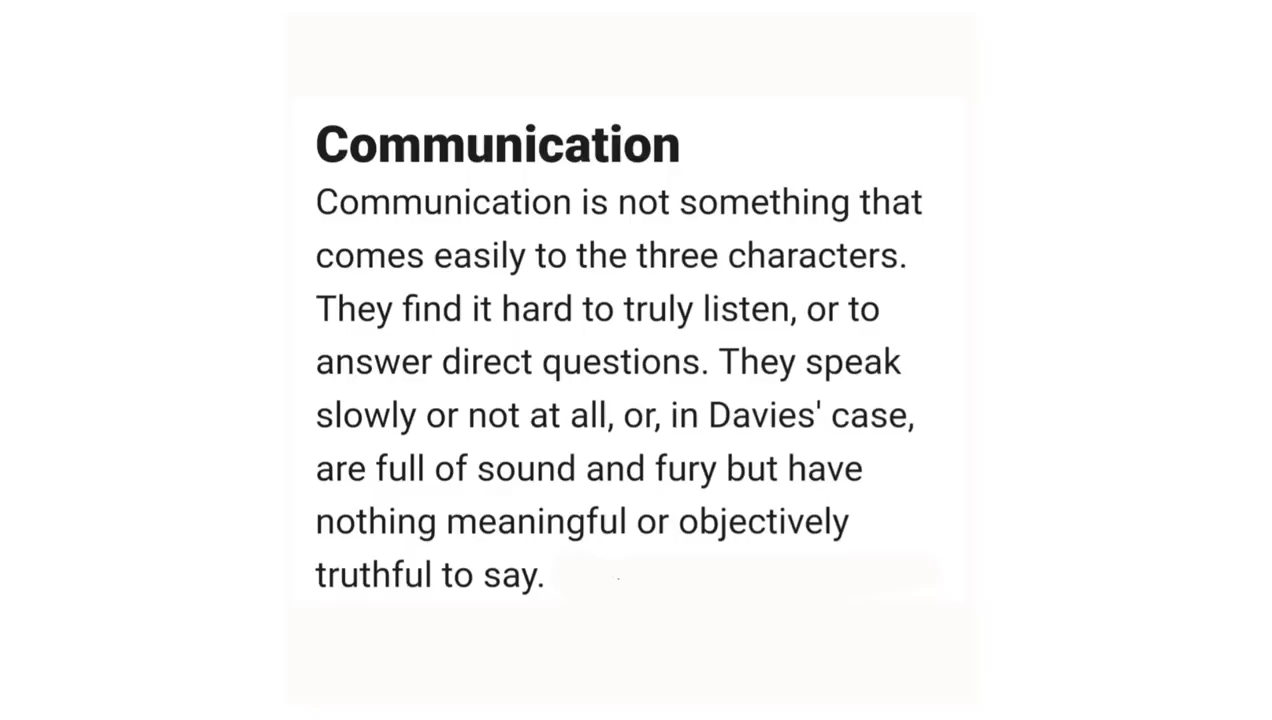 Communication
Communication is not something that
comes easily to the three characters.
They find it hard to truly listen, or to
answer direct questions. They speak
slowly or not at all, or, in Davies' case,
are full of sound and fury but have
nothing meaningful or objectively
truthful to say.